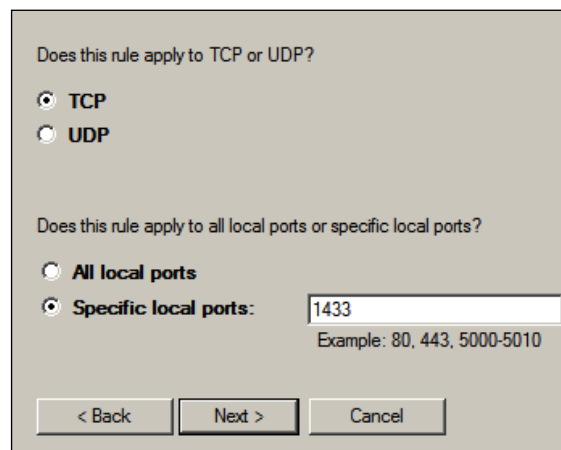 Does this rule apply to TCP or UDP?
TCP
UDP
Does this rule apply to all local ports or specific local ports?
All local ports
Specific local ports: 1433
Example: 80, 443, 5000-5010
< Back Next > Cancel